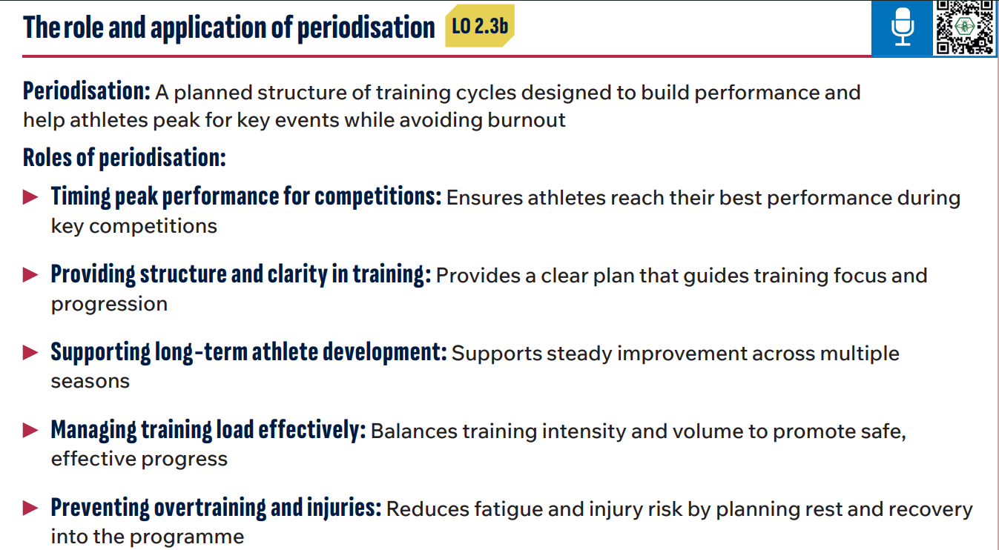 The role and application of periodisation LO 2.3b
Periodisation: A planned structure of training cycles designed to build performance and
help athletes peak for key events while avoiding burnout
Roles of periodisation:
Timing peak performance for competitions: Ensures athletes reach their best performance during
key competitions
Providing structure and clarity in training: Provides a clear plan that guides training focus and
progression
Supporting long-term athlete development: Supports steady improvement across multiple
seasons
Managing training load effectively: Balances training intensity and volume to promote safe,
effective progress
Preventing overtraining and injuries: Reduces fatigue and injury risk by planning rest and recovery
into the programme